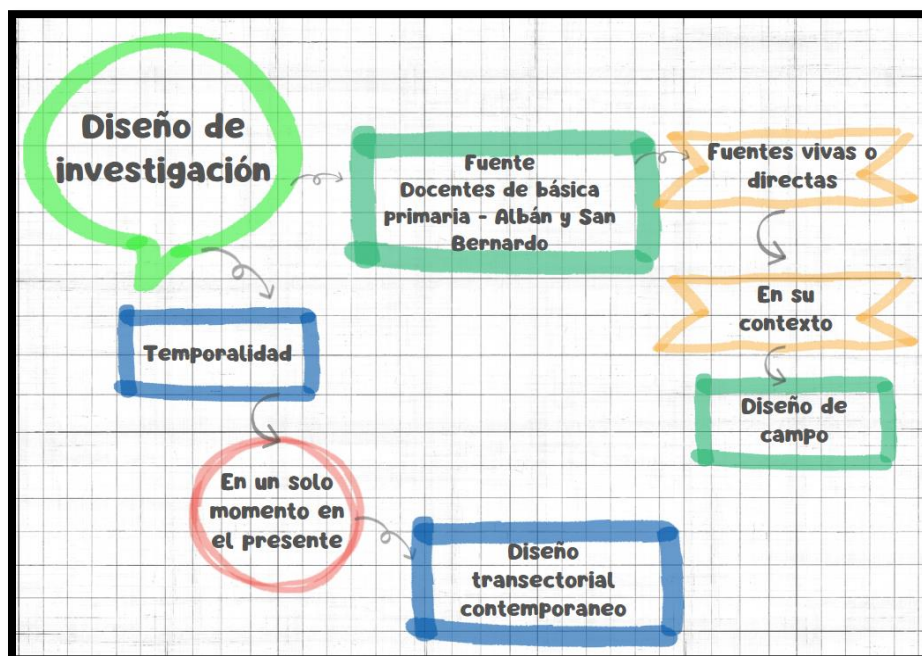 Diseño de
investigación
Fuente
Docentes de básica
primaria - Albán y San
Bernardo
Fuentes vivas o
directas
En su
contexto
Diseño de
campo
Temporalidad
En un solo
momento en
el presente
Diseño
transectorial
contemporaneo